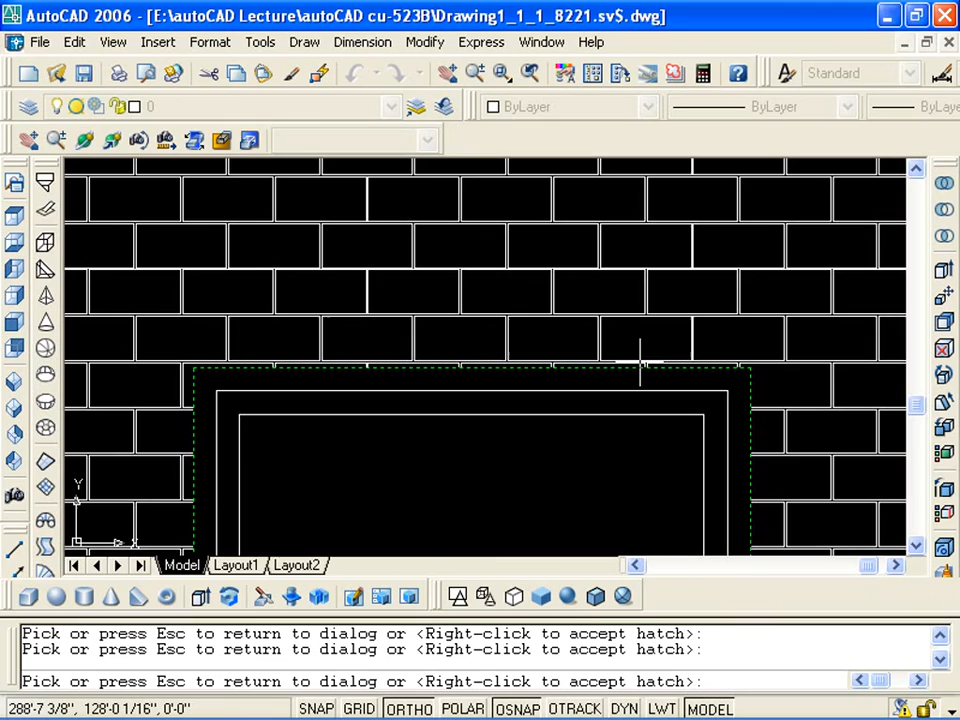 AutoCAD 2006 - [E:\autoCAD Lecture\autoCAD cu-523B\Drawing1_1_1_8221.sv$.dwg]
File Edit View Insert Format Tools Draw Dimension Modify Express Window Help
Standard
0 ByLayer ByLayer ByLaye
Y
X
Model Layout1 Layout2
Pick or press Esc to return to dialog or <Right-click to accept hatch>:
Pick or press Esc to return to dialog or <Right-click to accept hatch>:
Pick or press Esc to return to dialog or <Right-click to accept hatch>:
288'-7 3/8", 128'-0 1/16", 0'-0" SNAP GRID ORTHO POLAR OSNAP OTRACK DYN LWT MODEL